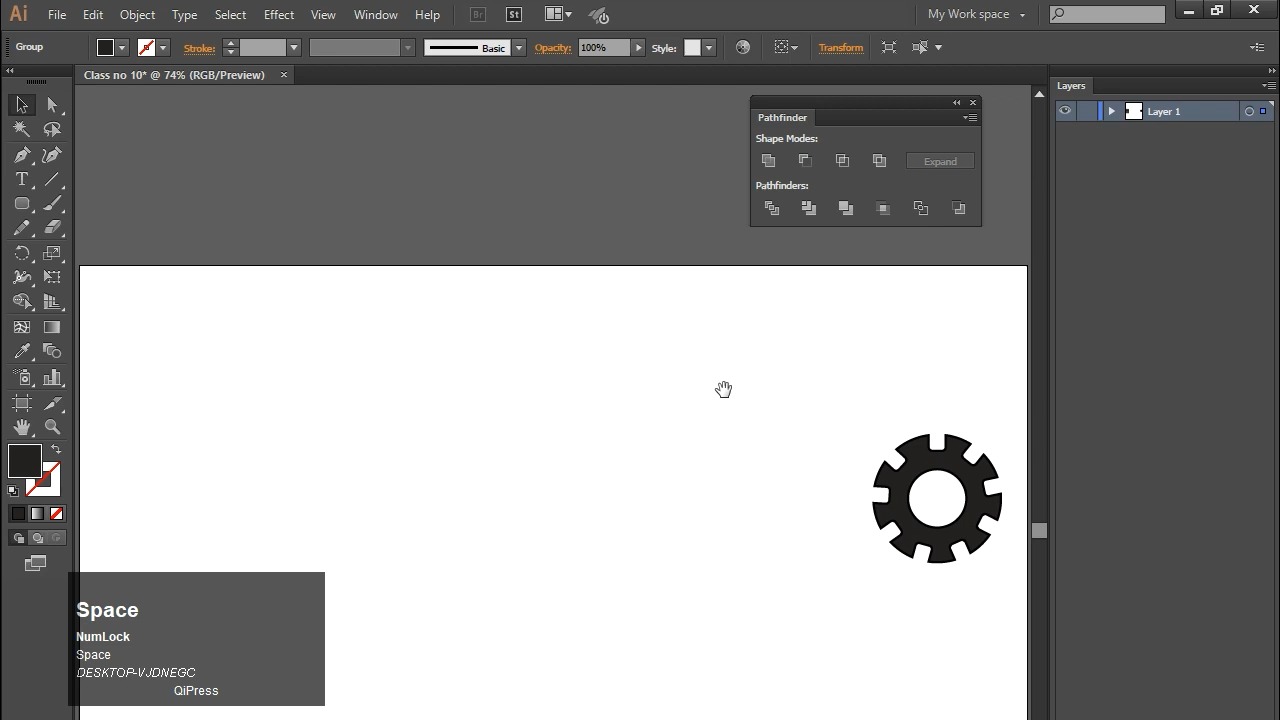 Ai File Edit Object Type Select Effect View Window Help Br St My Work space
Group Stroke: Basic Opacity: 100% Style: Transform
Class no 10* @ 74% (RGB/Preview)
Layers
Layer 1
Pathfinder
Shape Modes:
Expand
Pathfinders:
Space
NumLock
Space
DESKTOP-VJDNEGC
QiPress